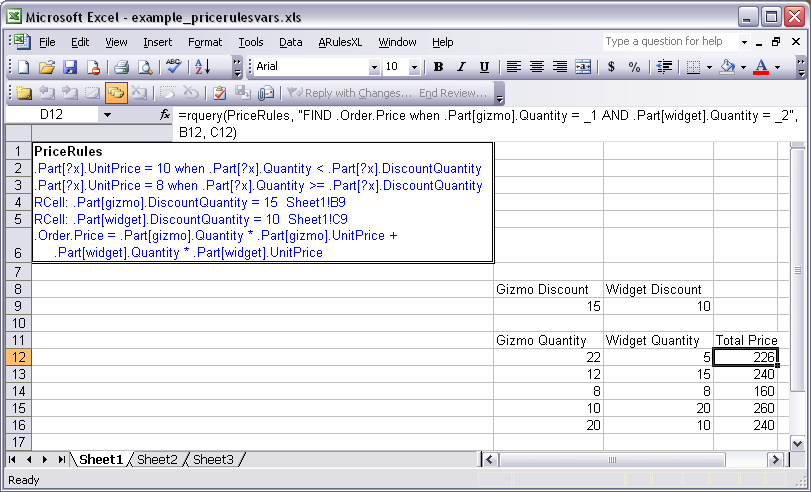 Microsoft Excel - example_pricerulesvars.xls
File Edit View Insert Format Tools Data ARulesXL Window Help Type a question for help
Arial 10 B I U $ %
Reply with Changes... End Review...
D12 fx =rquery(PriceRules, "FIND .Order.Price when .Part[gizmo].Quantity = _1 AND .Part[widget].Quantity = _2",
B12, C12)
1 PriceRules
2 .Part[?x].UnitPrice = 10 when .Part[?x].Quantity < .Part[?x].DiscountQuantity
3 .Part[?x].UnitPrice = 8 when .Part[?x].Quantity >= .Part[?x].DiscountQuantity
4 RCell: .Part[gizmo].DiscountQuantity = 15 Sheet1!B9
5 RCell: .Part[widget].DiscountQuantity = 10 Sheet1!C9
.Order.Price = .Part[gizmo].Quantity * .Part[gizmo].UnitPrice +
6 .Part[widget].Quantity * .Part[widget].UnitPrice
7
8 Gizmo Discount Widget Discount
9 15 10
10
11 Gizmo Quantity Widget Quantity Total Price
12 22 5 226
13 12 15 240
14 8 8 160
15 10 20 260
16 20 10 240
17
Sheet1 Sheet2 Sheet3
Ready